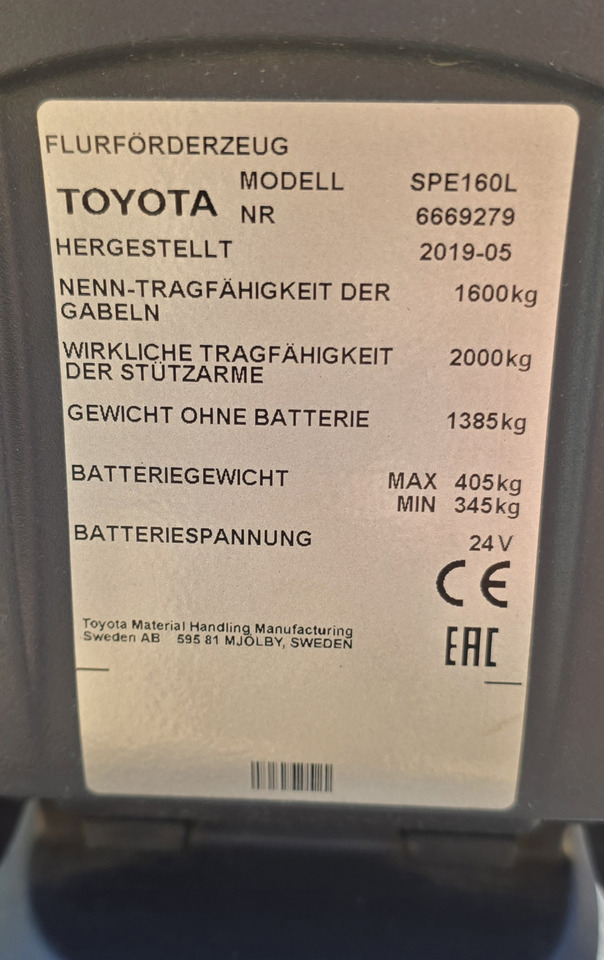 FLURFÖRDERZEUG
TOYOTA
MODELL SPE160L
NR 6669279
HERGESTELLT 2019-05
NENN-TRAGFÄHIGKEIT DER 1600kg
GABELN
WIRKLICHE TRAGFÄHIGKEIT 2000kg
DER STÜTZARME
GEWICHT OHNE BATTERIE 1385kg
BATTERIEGEWICHT MAX 405kg
MIN 345kg
BATTERIESPANNUNG 24V
CE
Toyota Material Handling Manufacturing
Sweden AB 595 81 MJÖLBY, SWEDEN
EAC